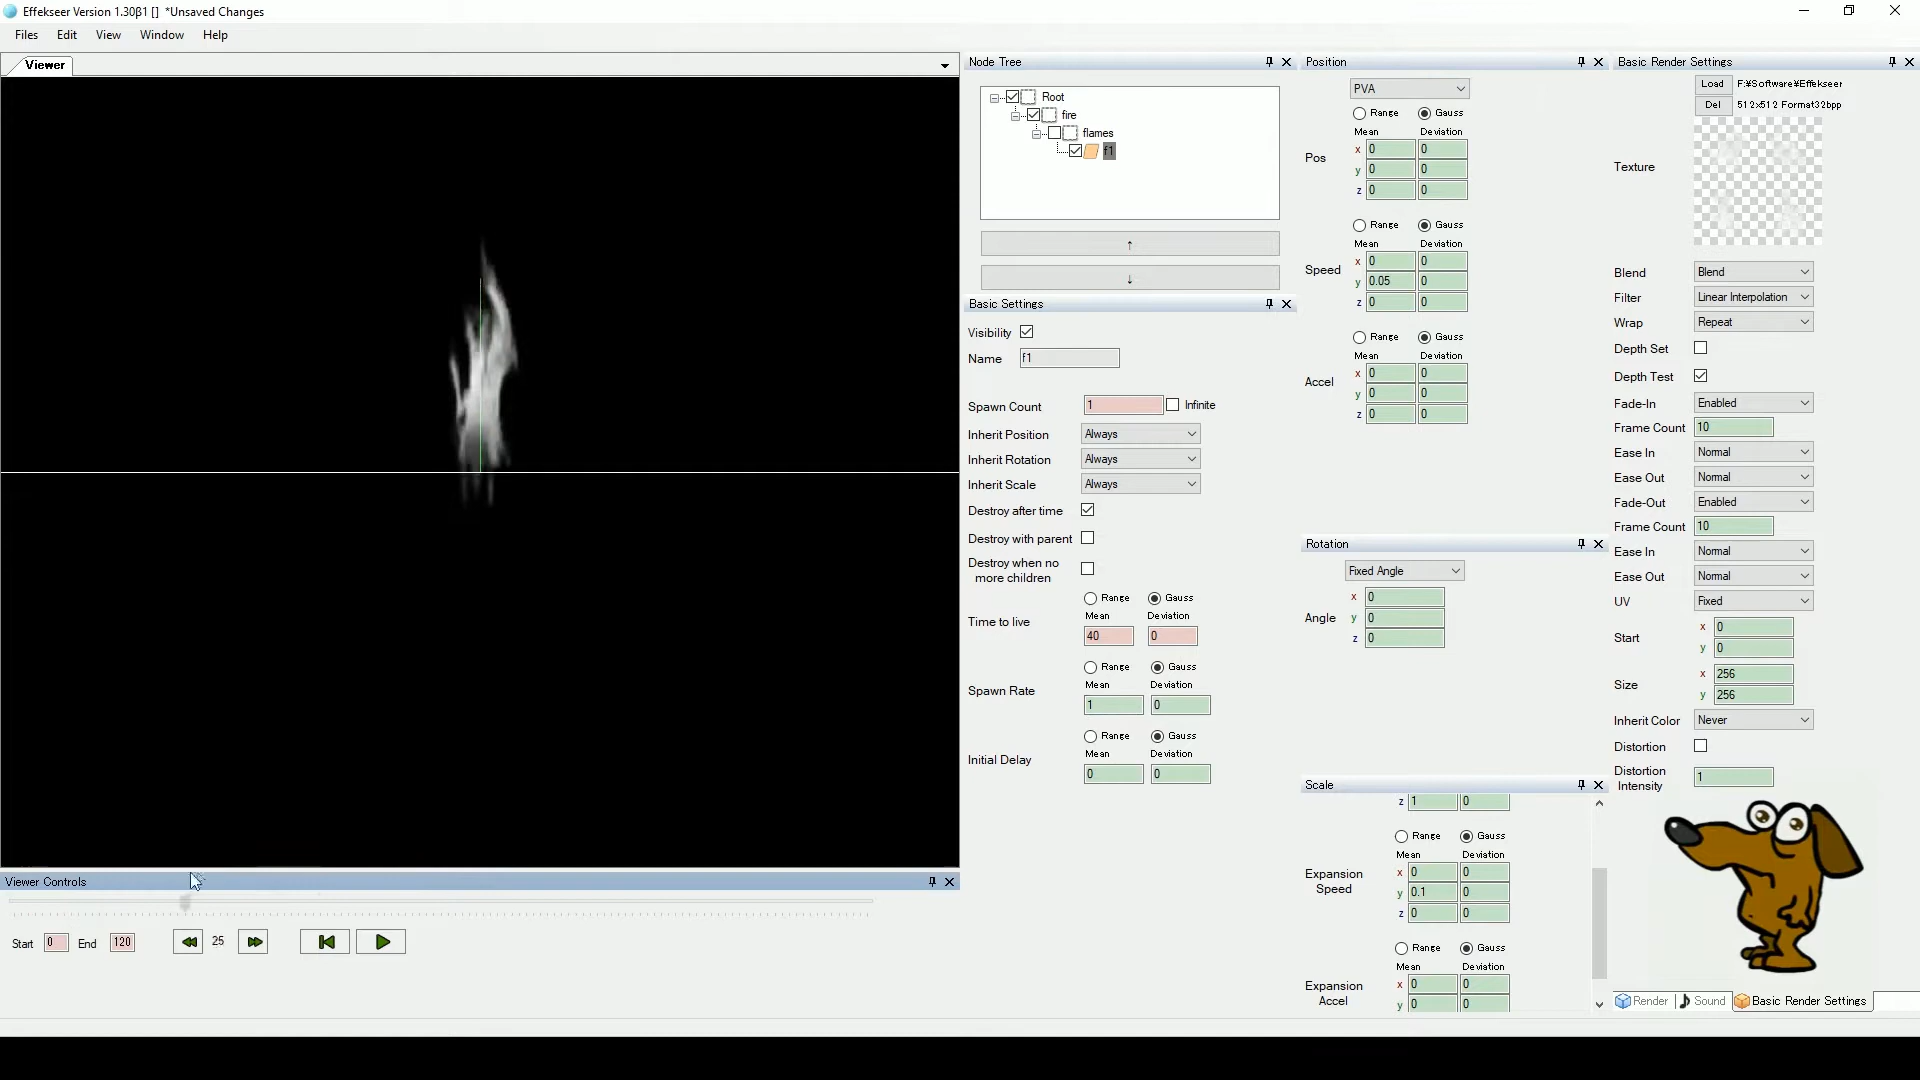 Effekseer Version 1.30β1 [] *Unsaved Changes
Files Edit View Window Help
Viewer
Viewer Controls
Start 0 End 120 25
Node Tree
Root
fire
flames
f1
↑
↓
Basic Settings
Visibility
Name f1
Spawn Count 1 Infinite
Inherit Position Always
Inherit Rotation Always
Inherit Scale Always
Destroy after time
Destroy with parent
Destroy when no
more children
Range Gauss
Mean Deviation
Time to live
40 0
Range Gauss
Mean Deviation
Spawn Rate
1 0
Range Gauss
Mean Deviation
Initial Delay
0 0
Position
PVA
Range Gauss
Mean Deviation
Pos
x 0 0
y 0 0
z 0 0
Range Gauss
Mean Deviation
Speed
x 0 0
y 0.05 0
z 0 0
Range Gauss
Mean Deviation
Accel
x 0 0
y 0 0
z 0 0
Rotation
Fixed Angle
Angle
x 0
y 0
z 0
Scale
z 1 0
Range Gauss
Mean Deviation
Expansion
Speed
x 0 0
y 0.1 0
z 0 0
Range Gauss
Mean Deviation
Expansion
Accel
x 0 0
y 0 0
Basic Render Settings
Load F:¥Software¥Effekseer
Del 512x512 Format32bpp
Texture
Blend Blend
Filter Linear Interpolation
Wrap Repeat
Depth Set
Depth Test
Fade-In Enabled
Frame Count 10
Ease In Normal
Ease Out Normal
Fade-Out Enabled
Frame Count 10
Ease In Normal
Ease Out Normal
UV Fixed
Start
x 0
y 0
Size
x 256
y 256
Inherit Color Never
Distortion
Distortion
Intensity
1
Render Sound Basic Render Settings